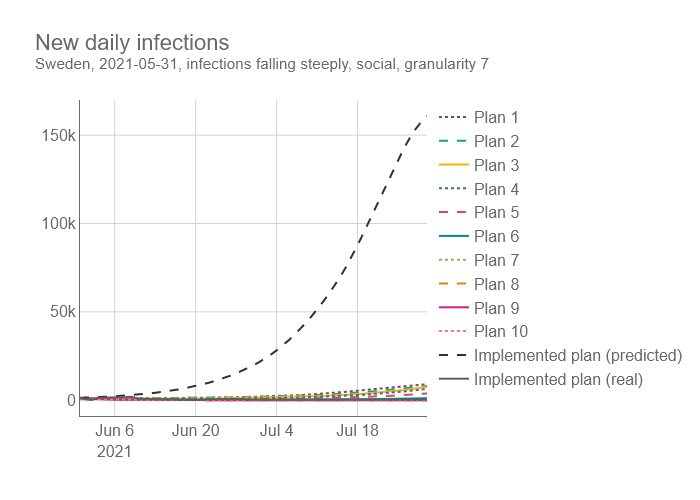 New daily infections
Sweden, 2021-05-31, infections falling steeply, social, granularity 7
150k
100k
50k
0
Jun 6
2021
Jun 20
Jul 4
Jul 18
Plan 1
Plan 2
Plan 3
Plan 4
Plan 5
Plan 6
Plan 7
Plan 8
Plan 9
Plan 10
Implemented plan (predicted)
Implemented plan (real)